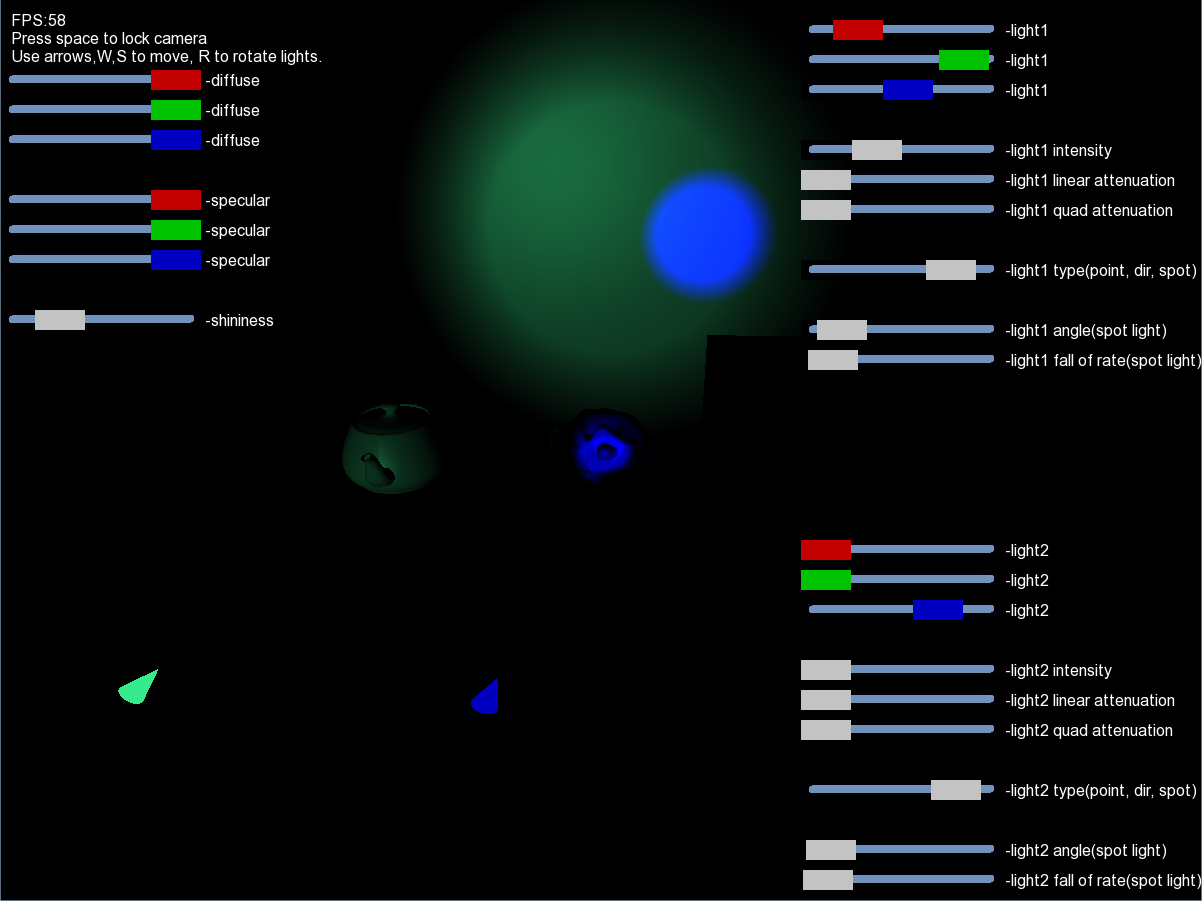 FPS:58
Press space to lock camera
Use arrows,W,S to move, R to rotate lights.
-diffuse
-diffuse
-diffuse
-specular
-specular
-specular
-shininess
-light1
-light1
-light1
-light1 intensity
-light1 linear attenuation
-light1 quad attenuation
-light1 type(point, dir, spot)
-light1 angle(spot light)
-light1 fall of rate(spot light)
-light2
-light2
-light2
-light2 intensity
-light2 linear attenuation
-light2 quad attenuation
-light2 type(point, dir, spot)
-light2 angle(spot light)
-light2 fall of rate(spot light)